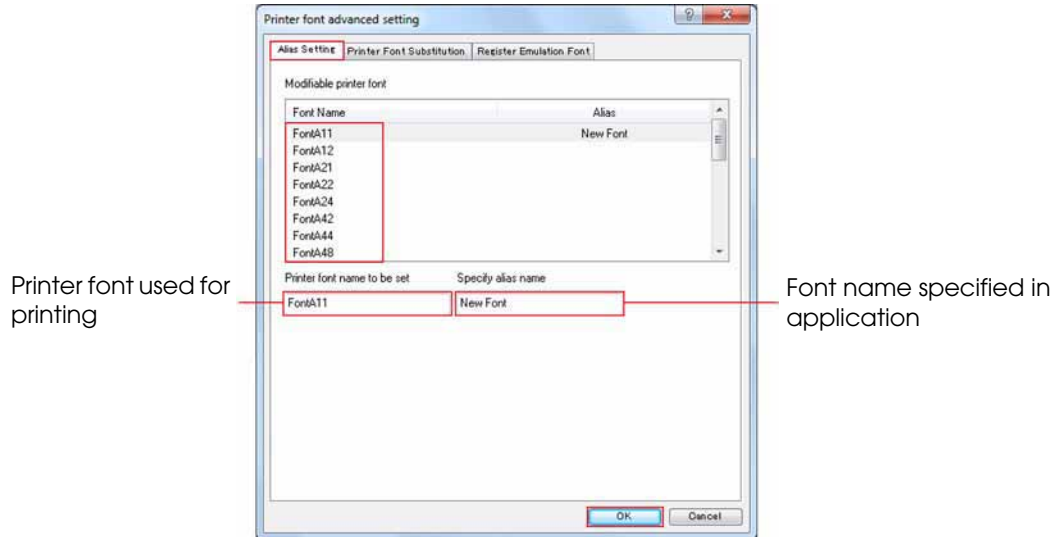 Printer font advanced setting
Alias Setting Printer Font Substitution Register Emulation Font
Modifiable printer font
Font Name Alias
FontA11 New Font
FontA12
FontA21
FontA22
FontA24
FontA42
FontA44
FontA48
Printer font name to be set Specify alias name
FontA11 New Font
Printer font used for
printing
Font name specified in
application
OK Cancel